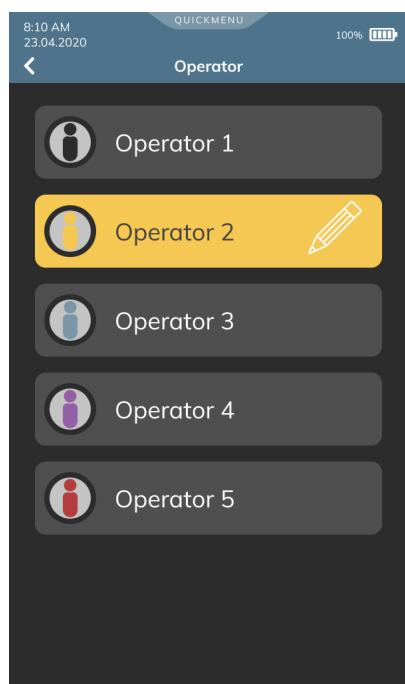 8:10 AM
QUICKMENU
100%
23.04.2020
Operator
Operator 1
Operator 2
Operator 3
Operator 4
Operator 5